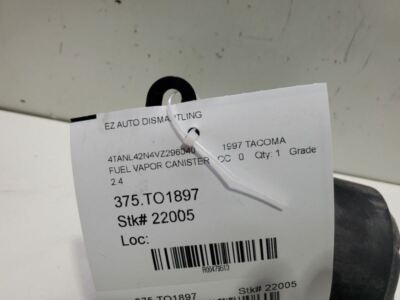 EZ AUTO DISMANTLING
4TANL42N4VZ296040 1997 TACOMA
FUEL VAPOR CANISTER CC 0 Qty: 1 Grade
2.4
375.TO1897
Stk# 22005
Loc:
375.TO1897 Stk# 22005